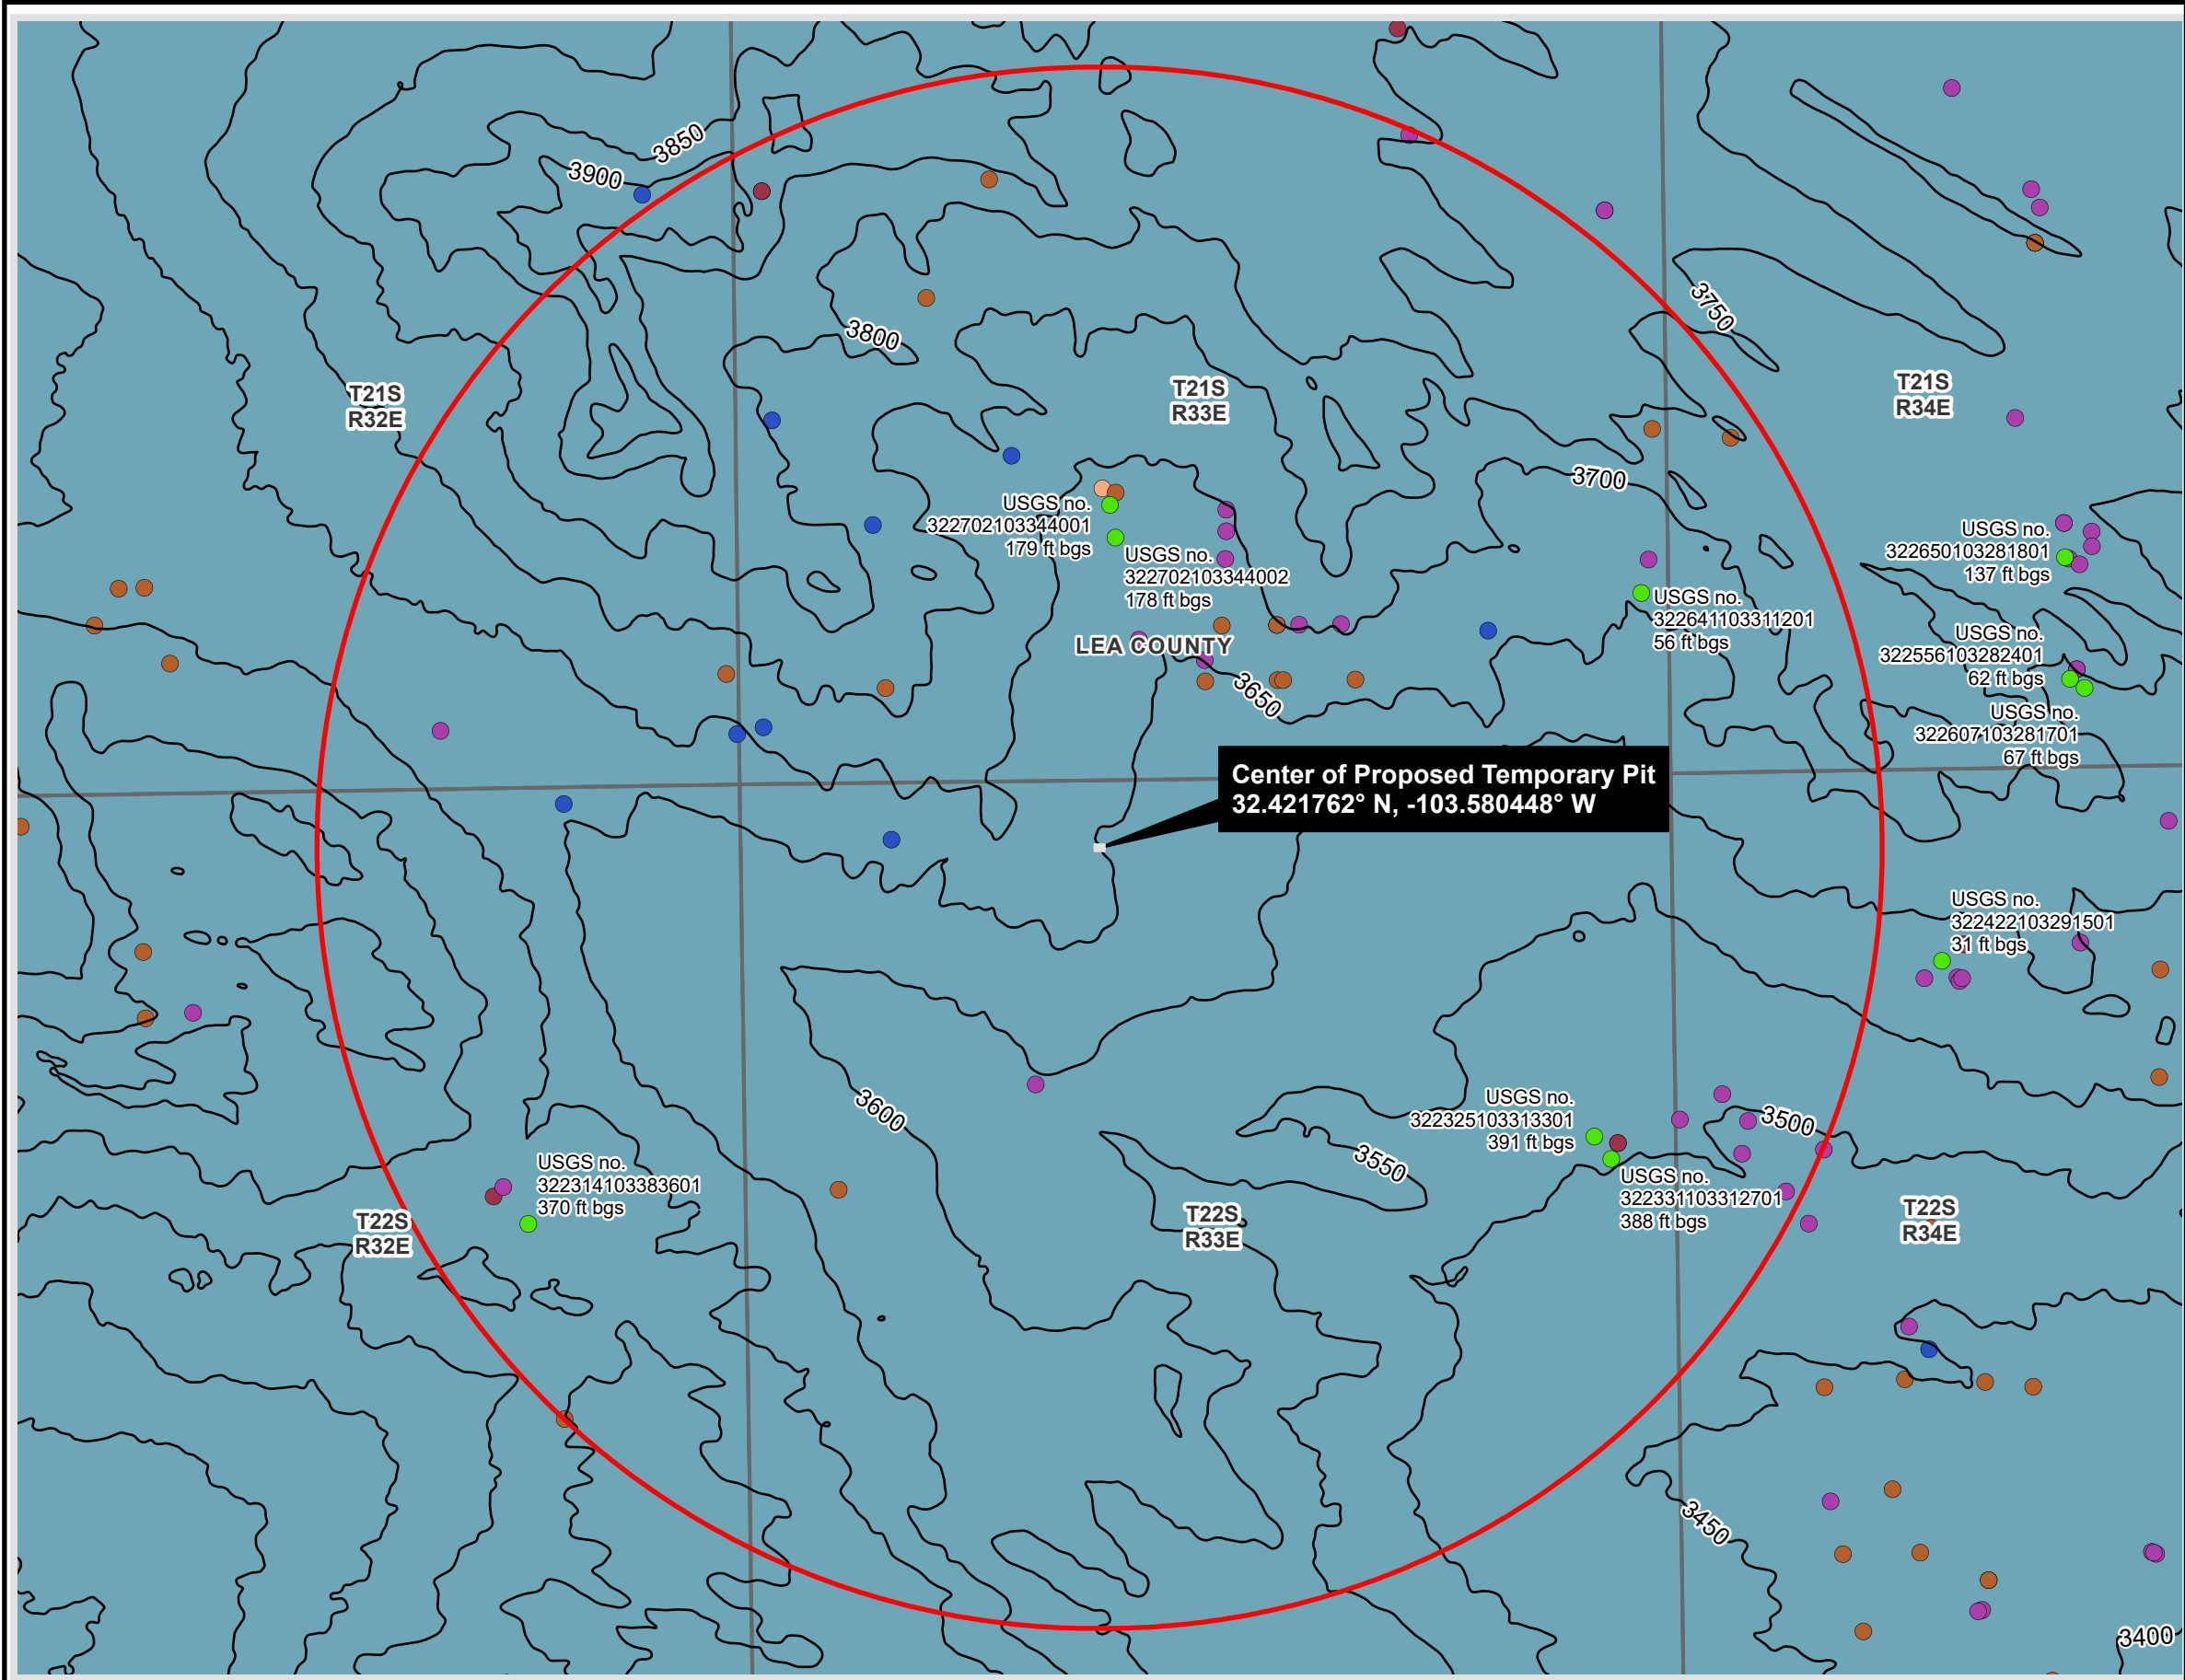 3850
3900
3750
3800
T21S
R32E
T21S
R33E
T21S
R34E
3700
USGS no.
322702103344001
179 ft bgs
USGS no.
322702103344002
178 ft bgs
USGS no.
322650103281801
137 ft bgs
USGS no.
322641103311201
56 ft bgs
LEA COUNTY
USGS no.
322556103282401
62 ft bgs
3650
USGS no.
322607103281701
67 ft bgs
Center of Proposed Temporary Pit
32.421762° N, -103.580448° W
USGS no.
322422103291501
31 ft bgs
3600
USGS no.
322325103313301
391 ft bgs
3500
3550
USGS no.
322314103383601
370 ft bgs
USGS no.
322331103312701
388 ft bgs
T22S
R32E
T22S
R33E
T22S
R34E
3450
3400